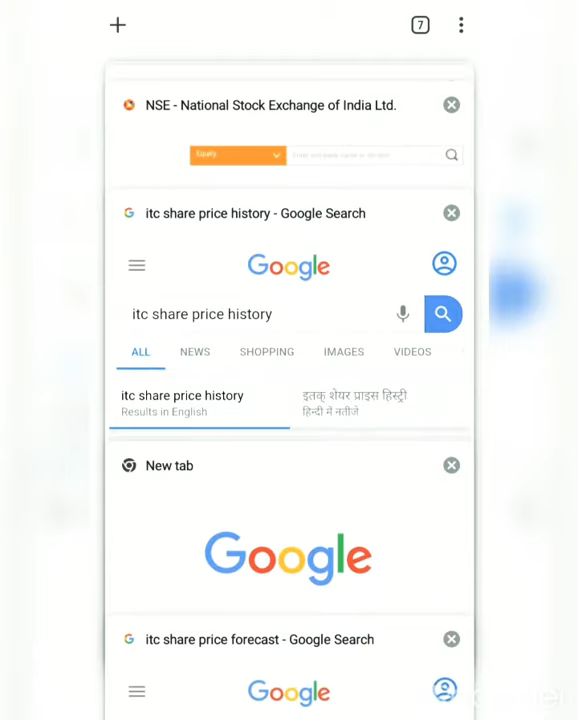 7
NSE - National Stock Exchange of India Ltd.
Equity
itc share price history - Google Search
Google
itc share price history
ALL NEWS SHOPPING IMAGES VIDEOS
itc share price history इतक् शेयर प्राइस हिस्ट्री
Results in English हिन्दी में नतीजे
New tab
Google
itc share price forecast - Google Search
Google